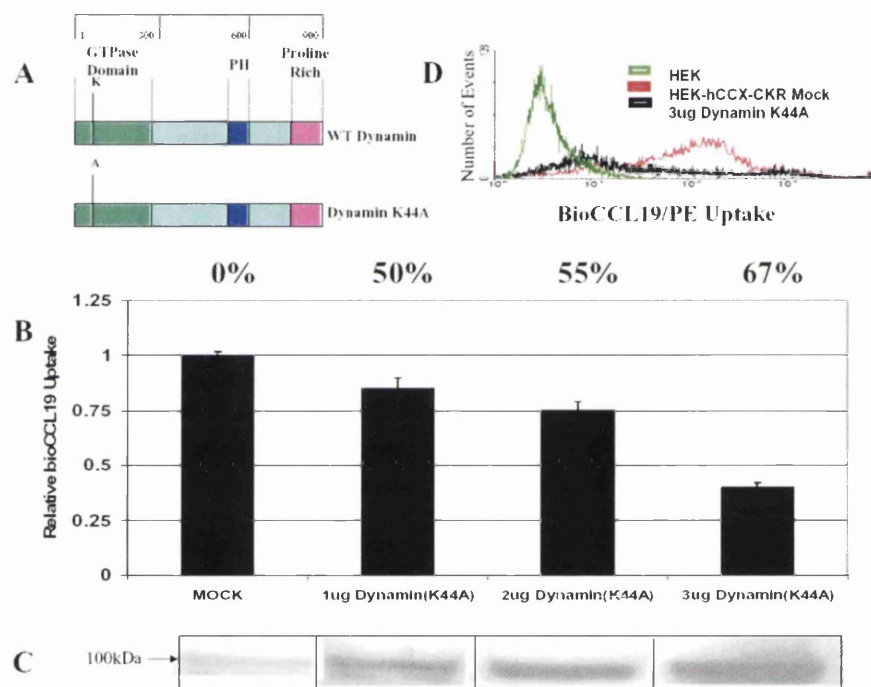 1 300 600 900
GTPase Domain
PH
Proline Rich
A
K
WT Dynamin
A
Dynamin K44A
D
Number of Events
128
0
HEK
HEK-hCCX-CKR Mock
3ug Dynamin K44A
BioCCL19/PE Uptake
0% 50% 55% 67%
B
Relative bioCCL19 Uptake
1.25
1
0.75
0.5
0.25
0
MOCK 1ug Dynamin(K44A) 2ug Dynamin(K44A) 3ug Dynamin(K44A)
C
100kDa